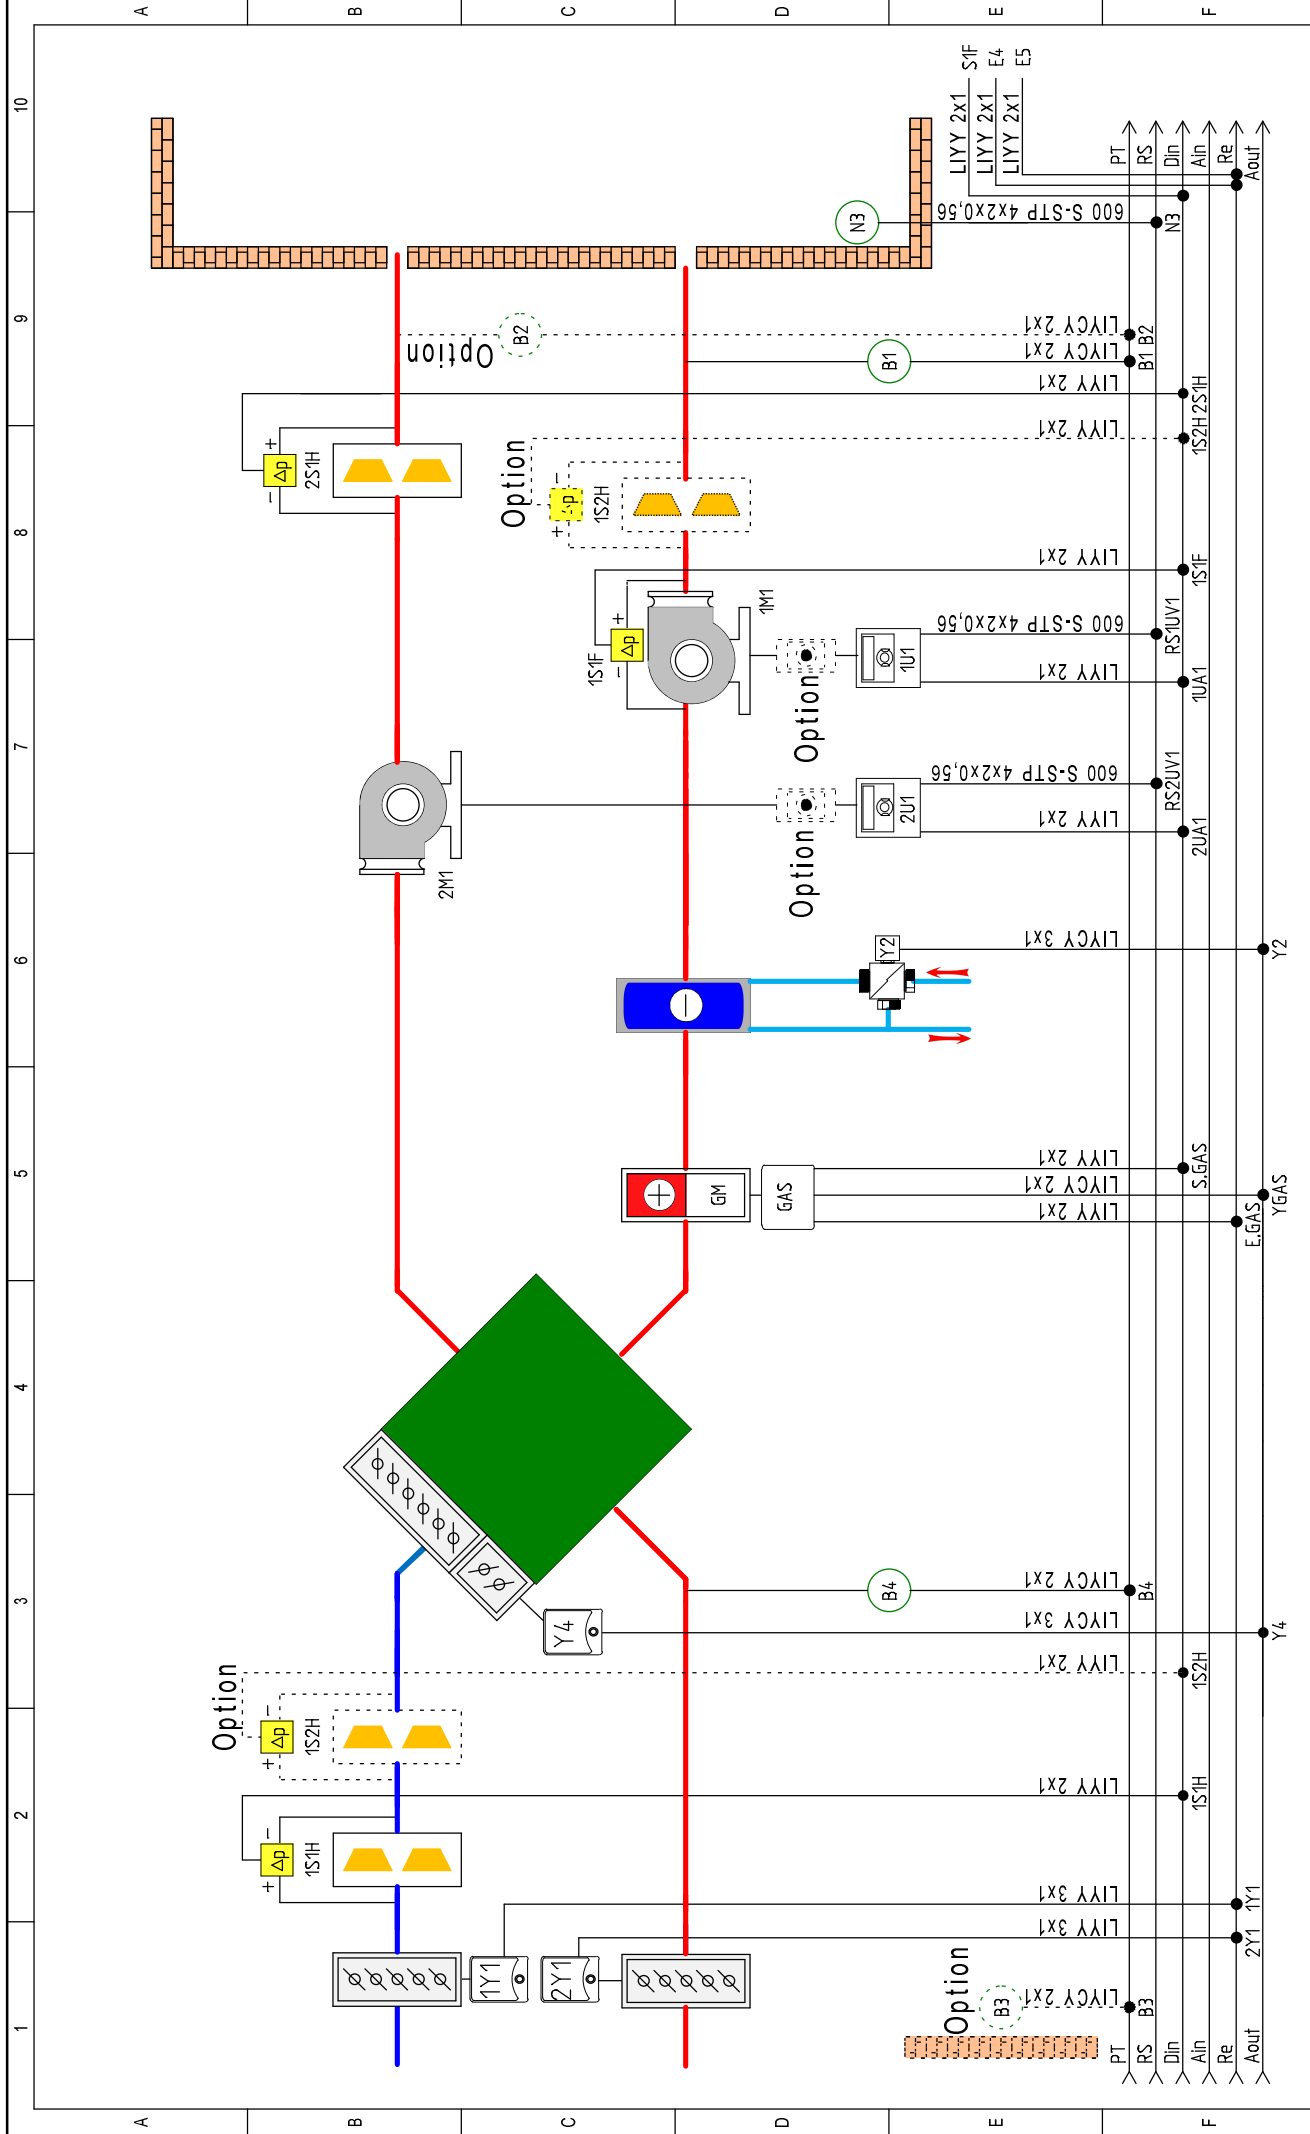 1 2 3 4 5 6 7 8 9 10
A
B
C
D
E
F
A
B
C
D
E
F
Option
Δp
+
-
1S1H
Δp
+
-
1S2H
Δp
-
+
2S1H
2M1
Option
B2
1Y1
2Y1
Y4
GM
GAS
Δp
-
+
1S1F
1M1
Option
Δp
+
-
1S2H
Option
Option
2U1
1U1
Y2
B4
B1
N3
Option
B3
S1F
E4
E5
LIYY 2x1
LIYY 2x1
LIYY 2x1
LIYCY 2x1
LIYY 3x1
LIYY 3x1
LIYY 2x1
LIYY 2x1
LIYCY 3x1
LIYCY 2x1
LIYY 2x1
LIYCY 2x1
LIYY 2x1
LIYCY 3x1
LIYY 2x1
600 S-STP 4x2x0,56
LIYY 2x1
600 S-STP 4x2x0,56
LIYY 2x1
LIYY 2x1
LIYY 2x1
LIYCY 2x1
LIYCY 2x1
600 S-STP 4x2x0,56
PT
RS
Din
Ain
Re
Aout
PT
RS
Din
Ain
Re
Aout
B3
2Y1
1Y1
1S1H
1S2H
Y4
B4
E.GAS
YGAS
S.GAS
Y2
2UA1
RS2UV1
1UA1
RS1UV1
1S1F
1S2H
2S1H
B1
B2
N3